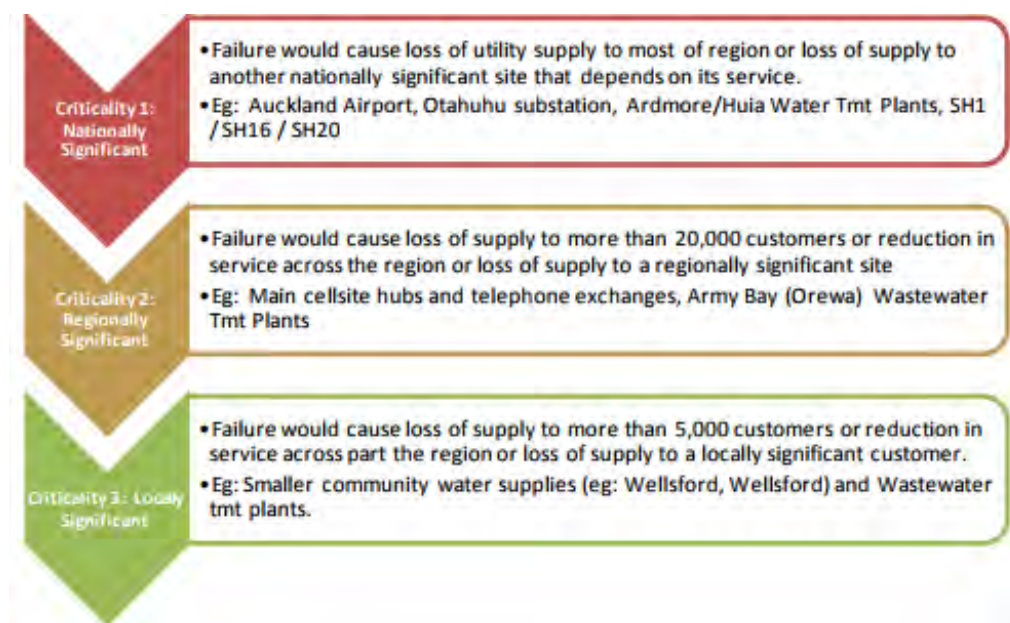 Criticality 1:
Nationally
Significant
•Failure would cause loss of utility supply to most of region or loss of supply to
another nationally significant site that depends on its service.
•Eg: Auckland Airport, Otahuhu substation, Ardmore/Huia Water Tmt Plants, SH1
/ SH16 / SH20
Criticality 2:
Regionally
Significant
•Failure would cause loss of supply to more than 20,000 customers or reduction in
service across the region or loss of supply to a regionally significant site
•Eg: Main cellsite hubs and telephone exchanges, Army Bay (Orewa) Wastewater
Tmt Plants
Criticality 3: Localy
Significant
•Failure would cause loss of supply to more than 5,000 customers or reduction in
service across part the region or loss of supply to a locally significant customer.
•Eg: Smaller community water supplies (eg: Wellsford, Wellsford) and Wastewater
tmt plants.